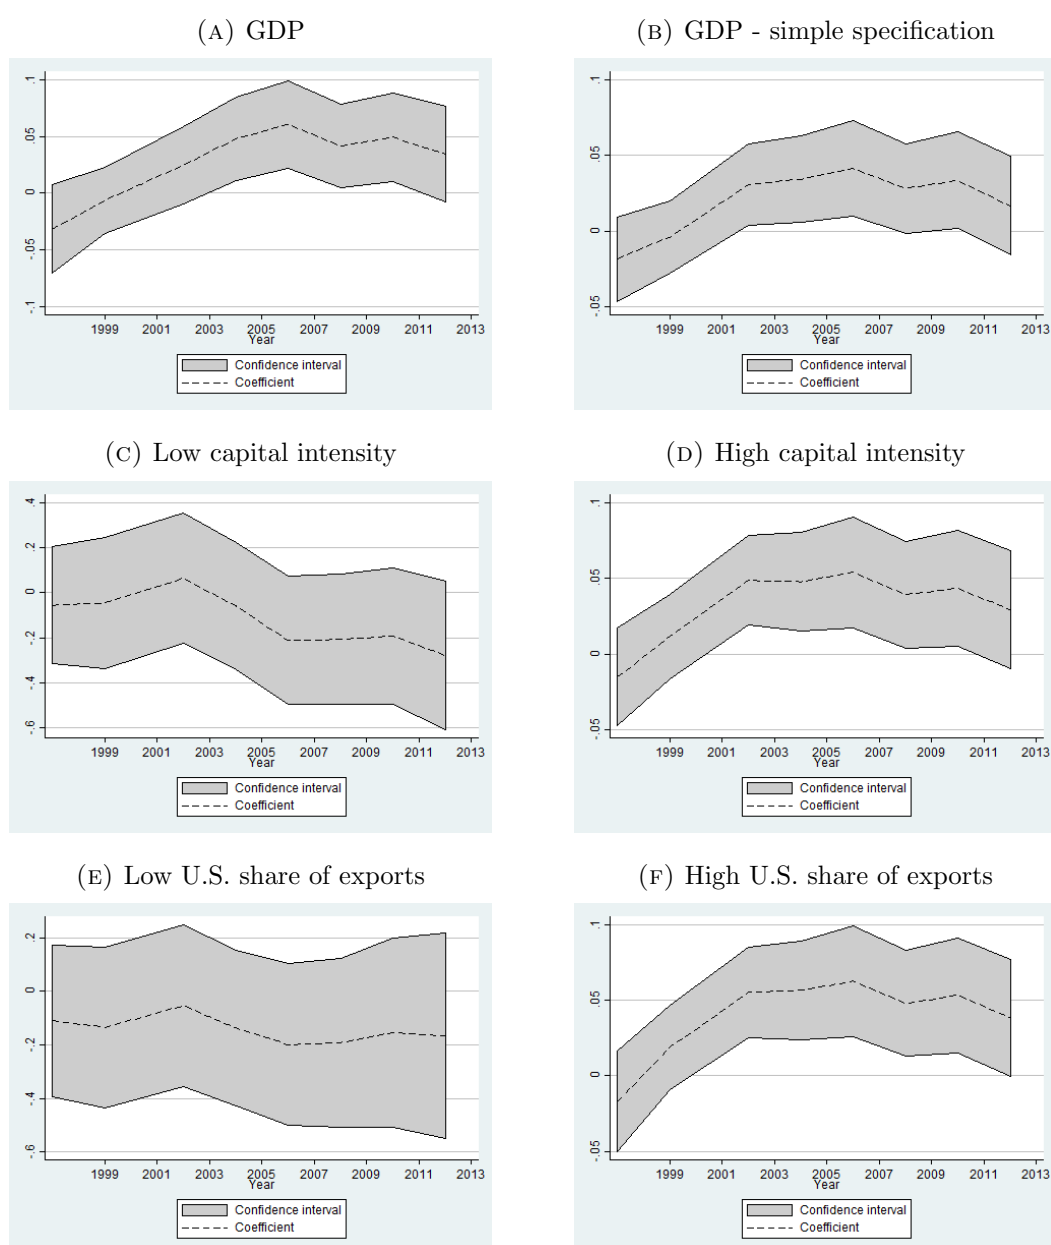 (A) GDP
.1
.05
0
-.05
-.1
1999 2001 2003 2005 2007 2009 2011 2013
Year
Confidence interval
Coefficient
(B) GDP - simple specification
.1
.05
0
-.05
1999 2001 2003 2005 2007 2009 2011 2013
Year
Confidence interval
Coefficient
(C) Low capital intensity
.4
.2
0
-.2
-.4
-.6
1999 2001 2003 2005 2007 2009 2011 2013
Year
Confidence interval
Coefficient
(D) High capital intensity
.1
.05
0
-.05
1999 2001 2003 2005 2007 2009 2011 2013
Year
Confidence interval
Coefficient
(E) Low U.S. share of exports
.2
0
-.2
-.4
-.6
1999 2001 2003 2005 2007 2009 2011 2013
Year
Confidence interval
Coefficient
(F) High U.S. share of exports
.1
.05
0
-.05
1999 2001 2003 2005 2007 2009 2011 2013
Year
Confidence interval
Coefficient